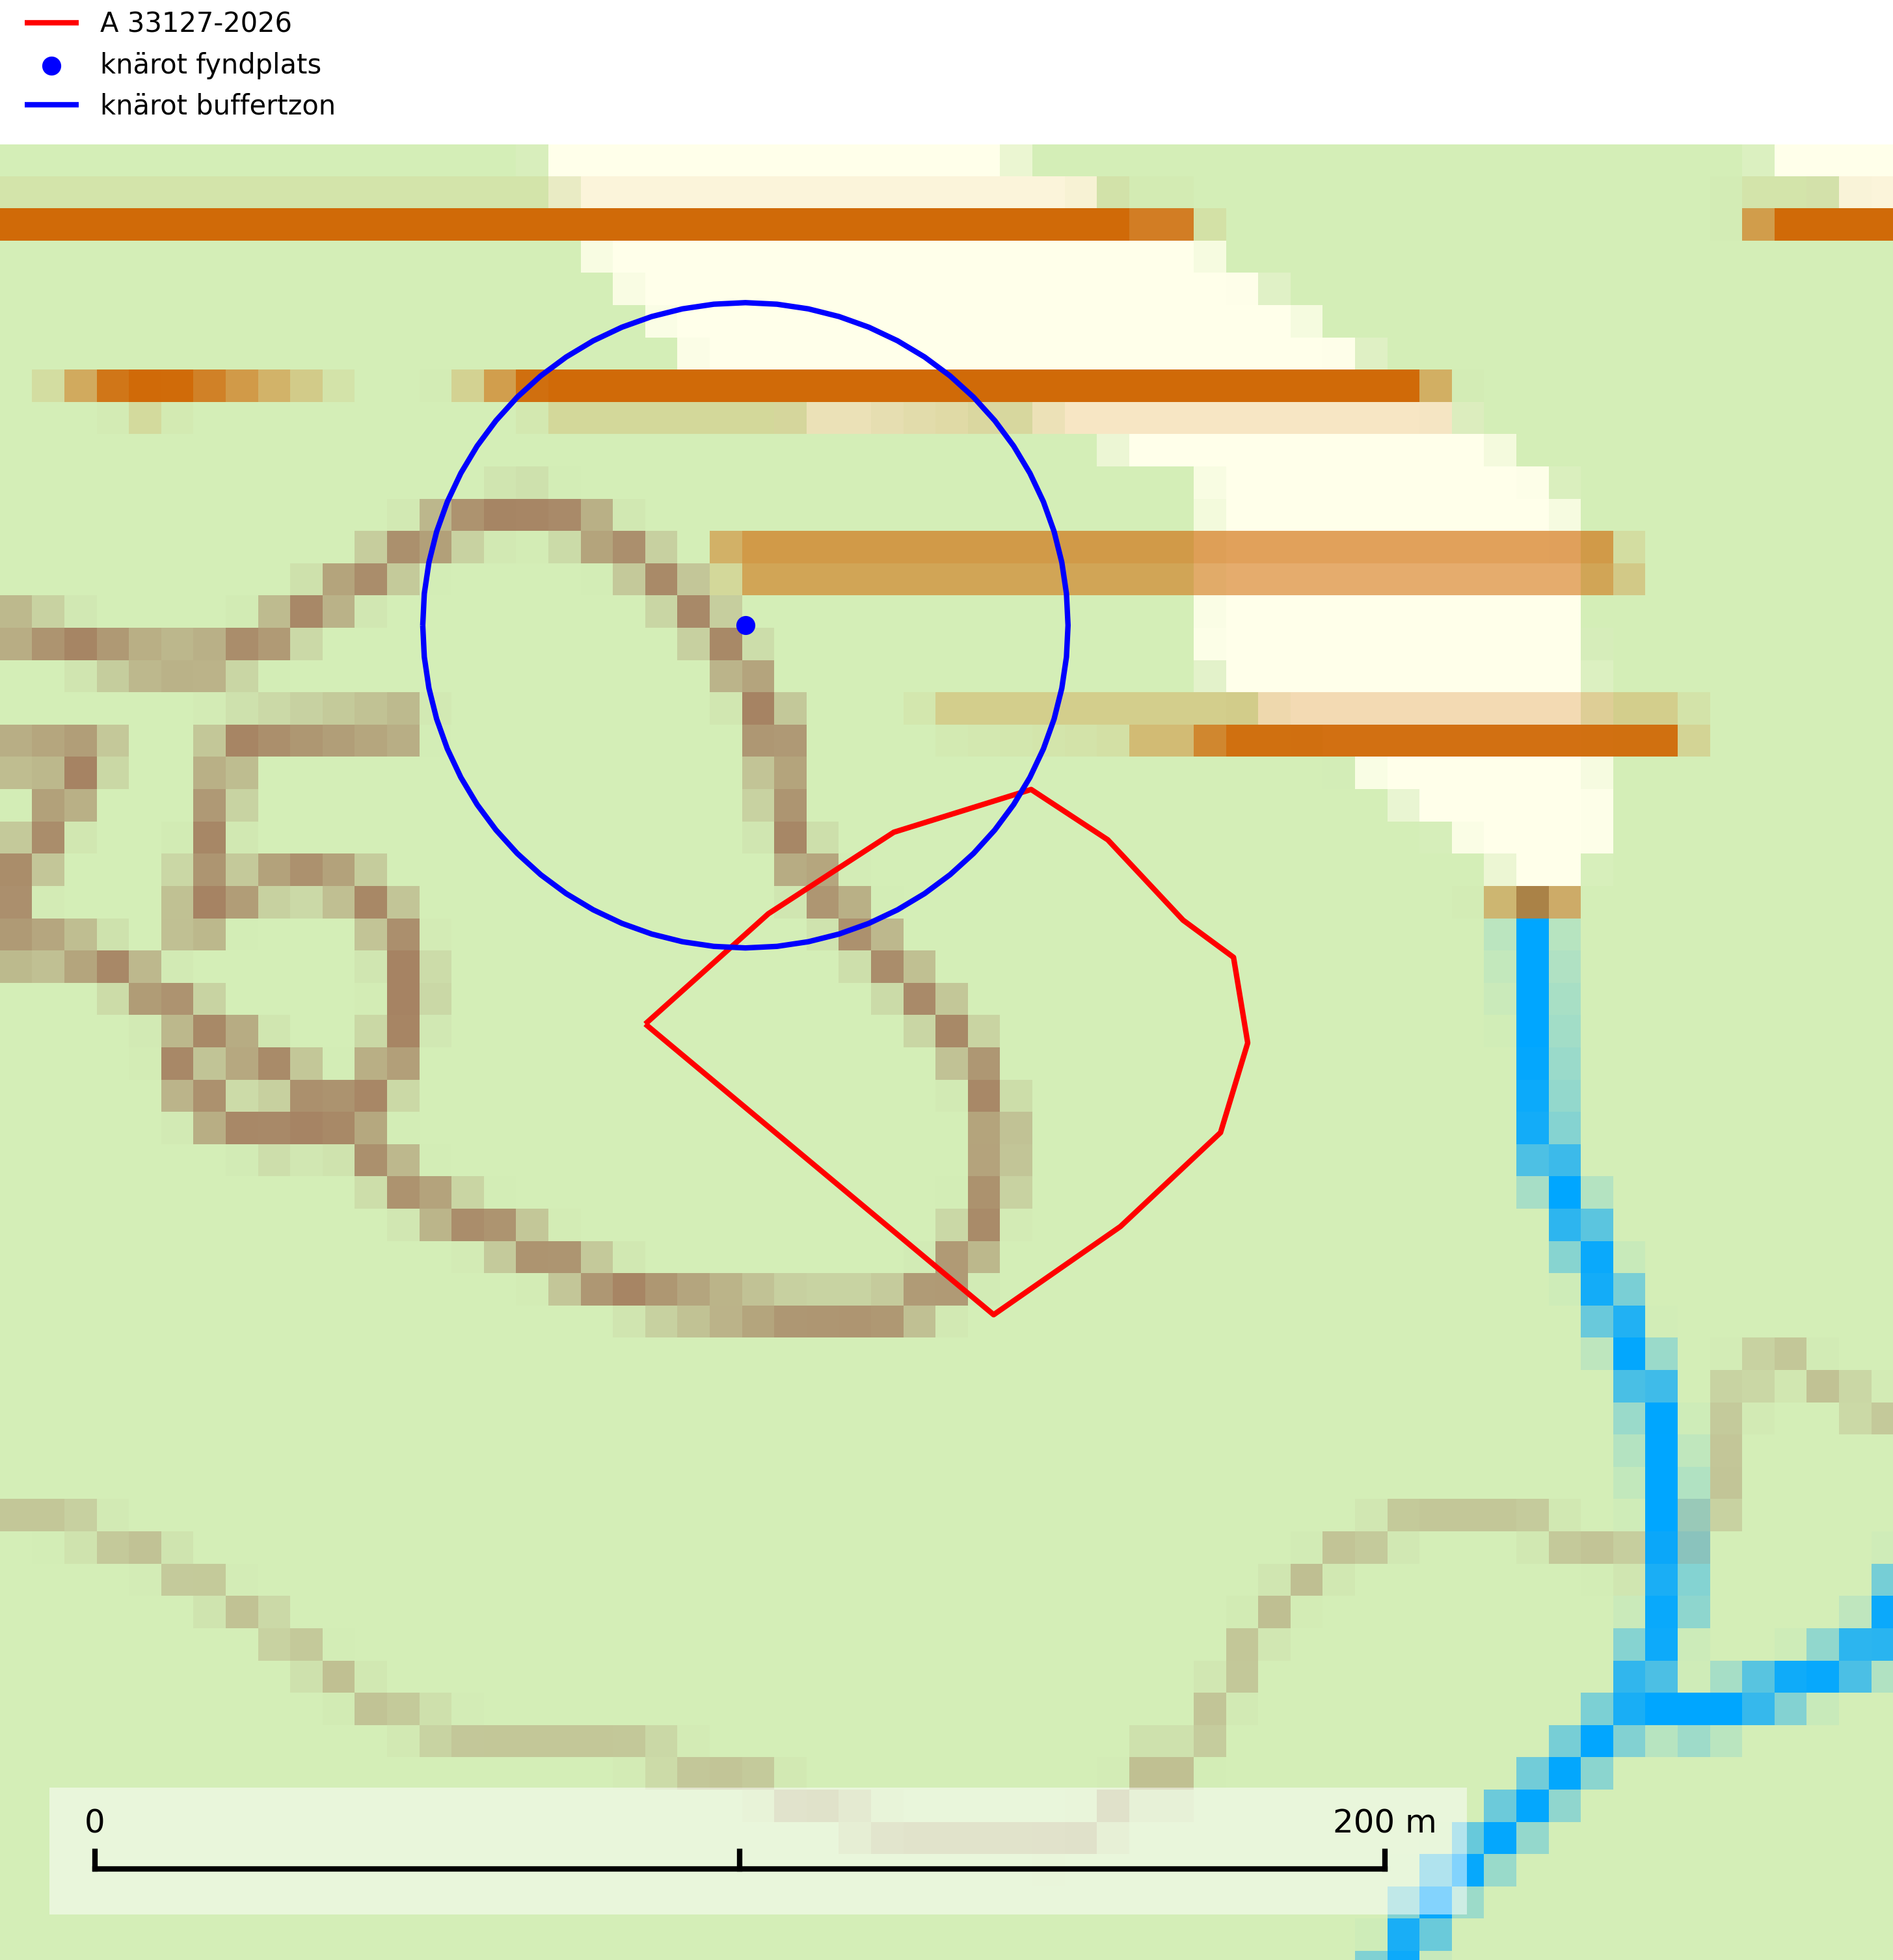 A 33127-2026
knärot fyndplats
knärot buffertzon
0
200 m